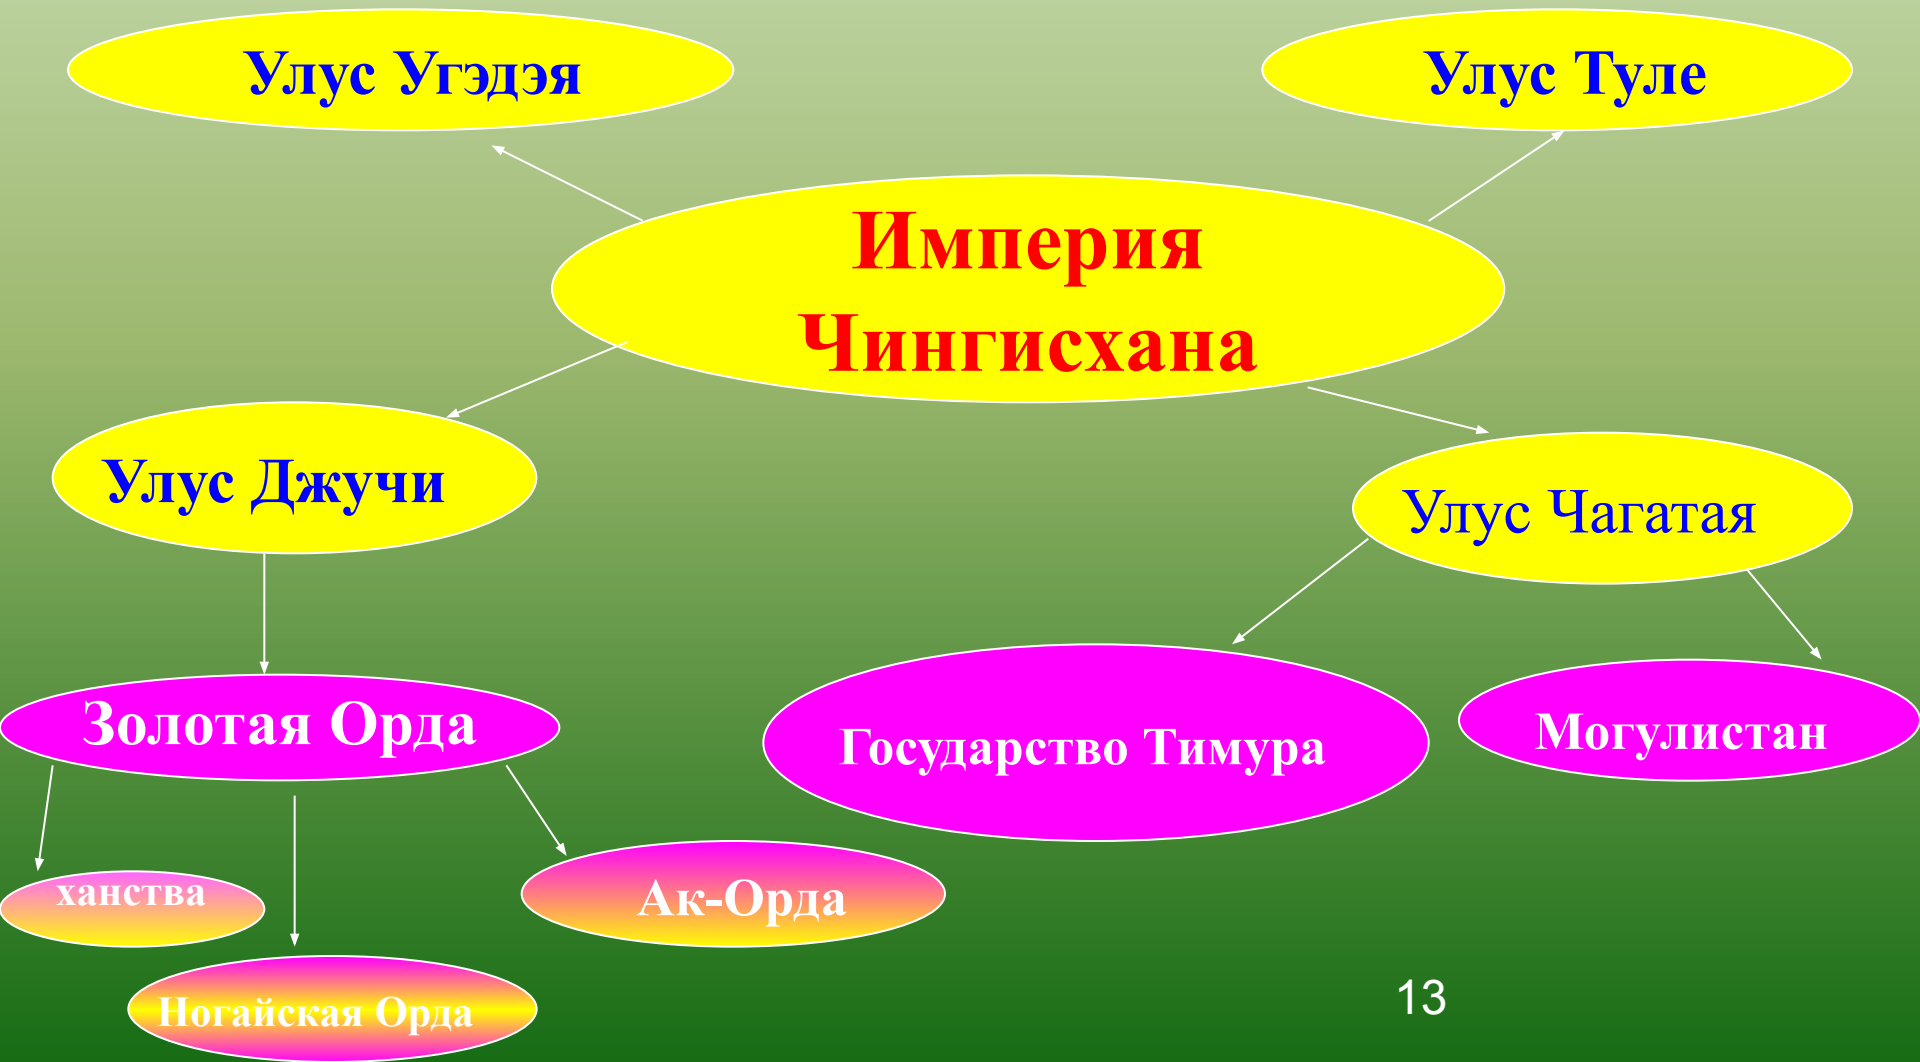 Улус Угэдэя
Улус Туле
Империя
Чингисхана
Улус Джучи
Улус Чагатая
Золотая Орда
Государство Тимура
Могулистан
ханства
Ак-Орда
Ногайская Орда
13